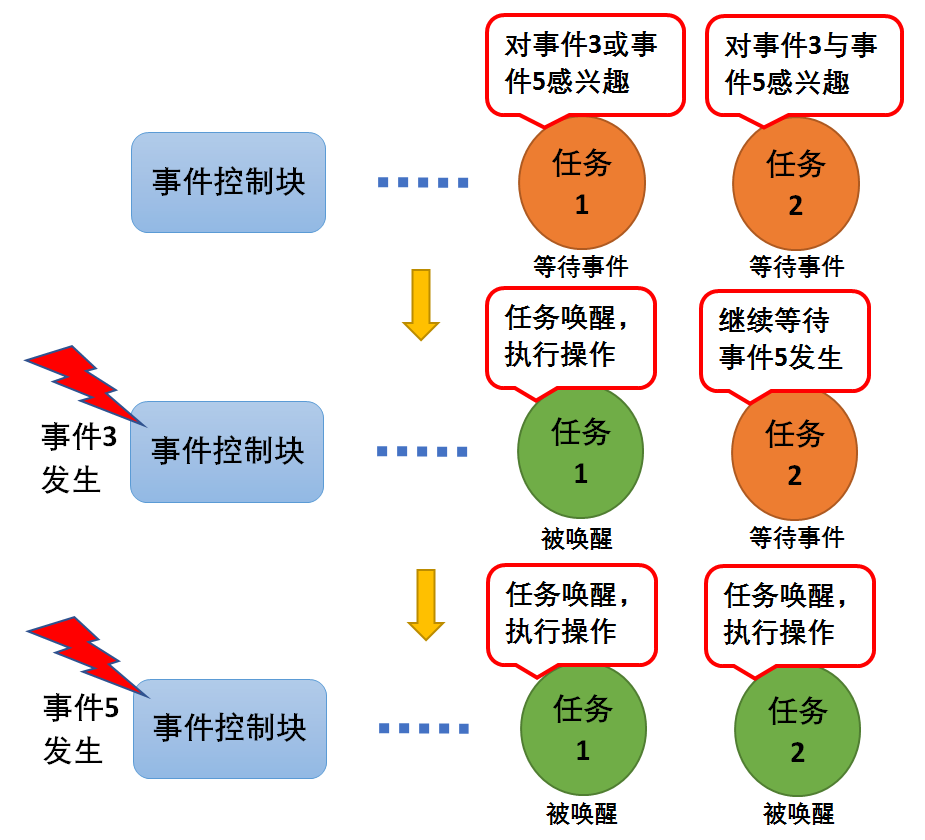 对事件3或事
件5感兴趣
对事件3与事
件5感兴趣
事件控制块
任务
1
任务
2
等待事件
等待事件
任务唤醒，
执行操作
继续等待
事件5发生
事件3
发生
事件控制块
任务
1
任务
2
被唤醒
等待事件
任务唤醒，
执行操作
任务唤醒，
执行操作
事件5
发生
事件控制块
任务
1
任务
2
被唤醒
被唤醒